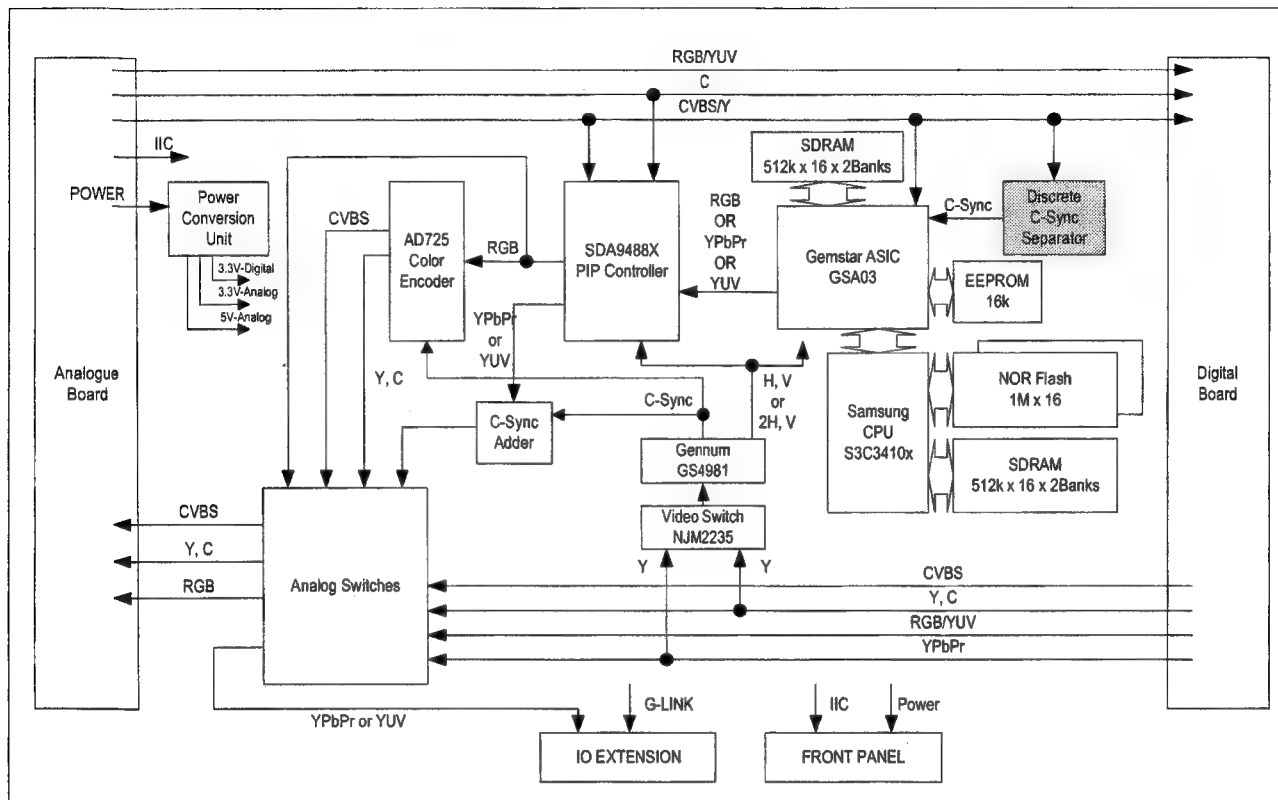 RGB/YUV
C
CVBS/Y
IIC
POWER
Power
Conversion
Unit
3.3V-Digital
3.3V-Analog
5V-Analog
Analogue
Board
CVBS
AD725
Color
Encoder
RGB
SDA9488X
PIP Controller
RGB
OR
YPbPr
OR
YUV
SDRAM
512k x 16 x 2Banks
Gemstar ASIC
GSA03
C-Sync
Discrete
C-Sync
Separator
EEPROM
16k
Digital
Board
YPbPr
or
YUV
Y, C
C-Sync
Adder
C-Sync
H, V
or
2H, V
Gennum
GS4981
Video Switch
NJM2235
Y
Y
Samsung
CPU
S3C3410x
NOR Flash
1M x 16
SDRAM
512k x 16 x 2Banks
CVBS
Y, C
RGB
Analog Switches
CVBS
Y, C
RGB/YUV
YPbPr
YPbPr or YUV
G-LINK
IIC
Power
IO EXTENSION
FRONT PANEL